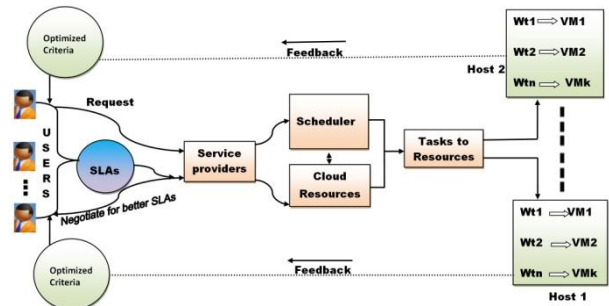 Optimized
Criteria
Feedback
Wt1 VM1
Wt2 VM2
Wtn VMk
Host 2
Request
USERS
SLAs
Service
providers
Scheduler
Cloud
Resources
Tasks to
Resources
Negotiate for better SLAs
Optimized
Criteria
Feedback
Wt1 VM1
Wt2 VM2
Wtn VMk
Host 1